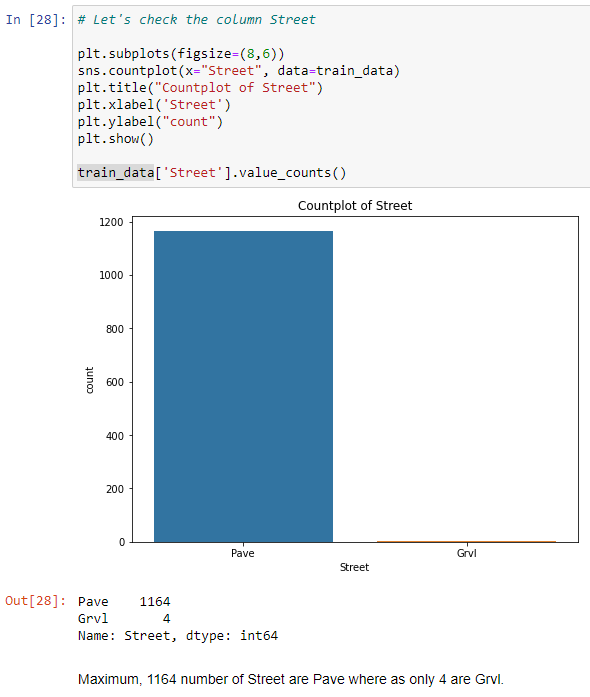 In [28]: # Let's check the column Street
plt.subplots(figsize=(8,6))
sns.countplot(x="Street", data=train_data)
plt.title("Countplot of Street")
plt.xlabel('Street')
plt.ylabel("count")
plt.show()
train_data['Street'].value_counts()
Countplot of Street
1200
1000
800
600
400
200
0
count
Pave Grvl
Street
Out[28]: Pave 1164
Grvl 4
Name: Street, dtype: int64
Maximum, 1164 number of Street are Pave where as only 4 are Grvl.